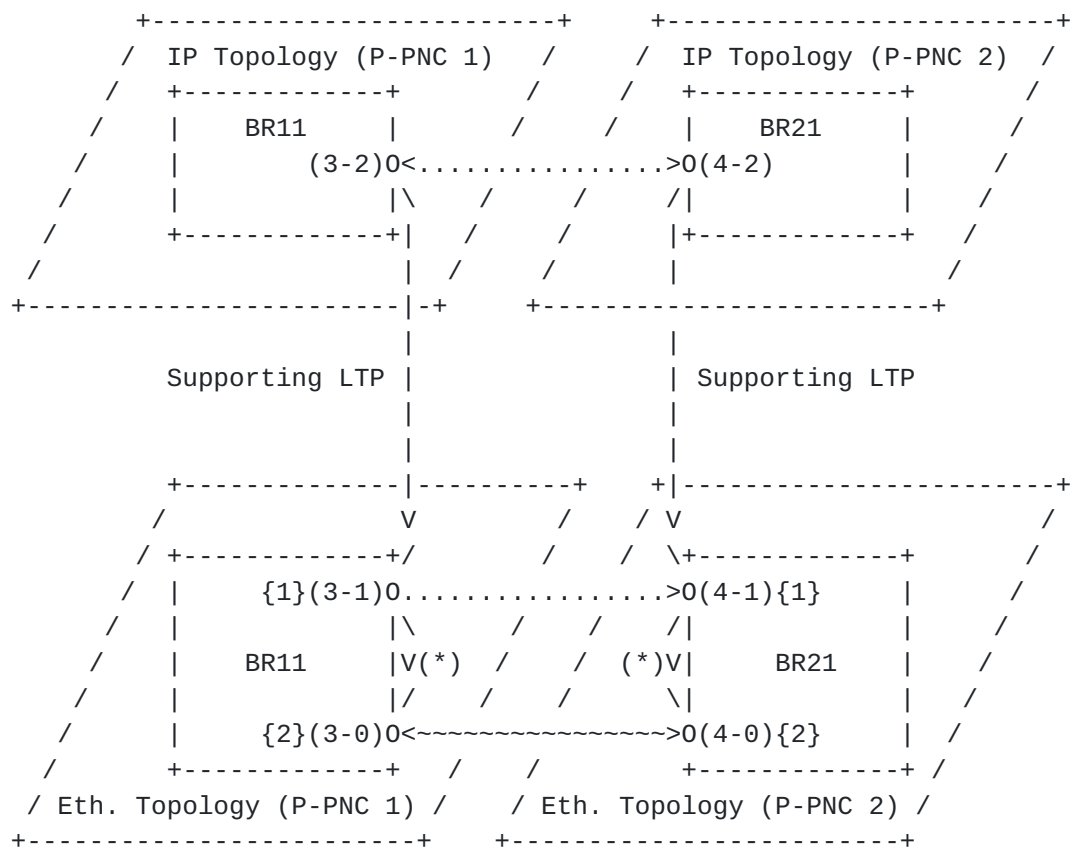 IP Topology (P-PNC 1) IP Topology (P-PNC 2)
BR11 BR21
(3-2)O<................>O(4-2)
Supporting LTP Supporting LTP
V V
{1}(3-1)O.................>O(4-1){1}
BR11 V(*) (*)V BR21
{2}(3-0)O<~~~~~~~~~~~~~~~~>O(4-0){2}
Eth. Topology (P-PNC 1) Eth. Topology (P-PNC 2)